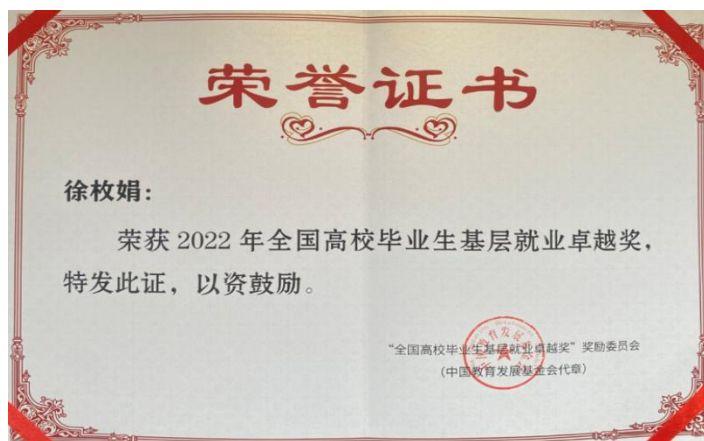 荣誉证书
徐枚娟：
荣获 2022 年全国高校毕业生基层就业卓越奖，
特发此证，以资鼓励。
“全国高校毕业生基层就业卓越奖”奖励委员会
（中国教育发展基金会代章）